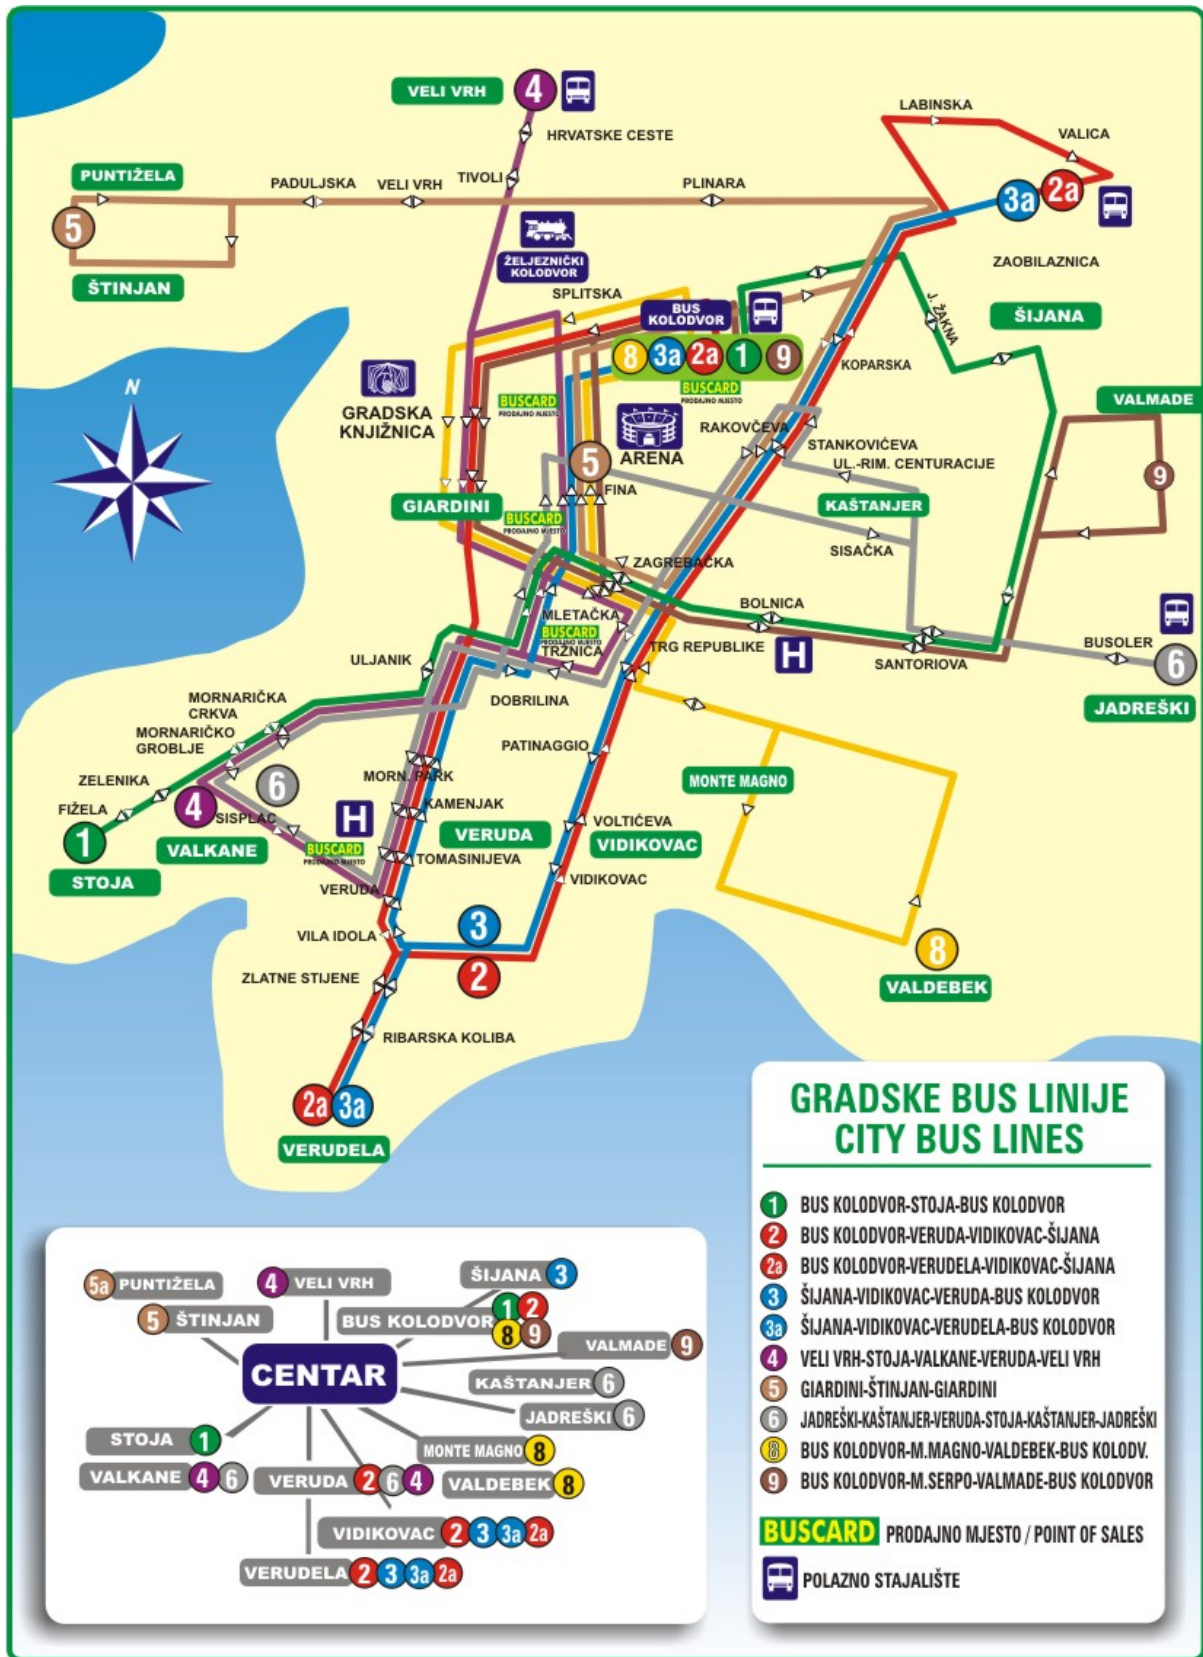 VELI VRH
4
HRVATSKE CESTE
LABINSKA
VALICA
PUNTIŽELA
PADULJSKA
VELI VRH
TIVOLI
PLINARA
3a
2a
5
ŽELJEZNIČKI
KOLODVOR
ŠTINJAN
SPLITSKA
BUS
KOLODVOR
ZAOBILAZNICA
J. ŽAKNA
ŠIJANA
8
3a
2a
1
9
KOPARSKA
N
GRADSKA
KNJIŽNICA
BUSCARD
PRODAJNO MJESTO
BUSCARD
PRODAJNO MJESTO
VALMADE
ARENA
RAKOVČEVA
STANKOVIĆEVA
UL.-RIM. CENTURACIJE
5
9
GIARDINI
FINA
KAŠTANJER
BUSCARD
PRODAJNO MJESTO
SISAČKA
ZAGREBAČKA
MLETAČKA
BOLNICA
BUSCARD
PRODAJNO MJESTO
TRŽNICA
TRG REPUBLIKE
H
SANTORIOVA
BUSOLER
6
JADREŠKI
ULJANIK
DOBRILINA
MORNARIČKA
CRKVA
MORNARIČKO
GROBLJE
PATINAGGIO
ZELENIKA
6
MORN. PARK
MONTE MAGNO
FIŽELA
4
SISPLAC
H
KAMENJAK
1
VALKANE
BUSCARD
PRODAJNO MJESTO
VERUDA
VOLTIĆEVA
VIDIKOVAC
STOJA
TOMASINIJEVA
VERUDA
VIDIKOVAC
VILA IDOLA
3
2
8
ZLATNE STIJENE
VALDEBEK
RIBARSKA KOLIBA
2a
3a
VERUDELA
GRADSKE BUS LINIJE
CITY BUS LINES
1 BUS KOLODVOR-STOJA-BUS KOLODVOR
2 BUS KOLODVOR-VERUDA-VIDIKOVAC-ŠIJANA
2a BUS KOLODVOR-VERUDELA-VIDIKOVAC-ŠIJANA
3 ŠIJANA-VIDIKOVAC-VERUDA-BUS KOLODVOR
3a ŠIJANA-VIDIKOVAC-VERUDELA-BUS KOLODVOR
4 VELI VRH-STOJA-VALKANE-VERUDA-VELI VRH
5 GIARDINI-ŠTINJAN-GIARDINI
6 JADREŠKI-KAŠTANJER-VERUDA-STOJA-KAŠTANJER-JADREŠKI
8 BUS KOLODVOR-M.MAGNO-VALDEBEK-BUS KOLODV.
9 BUS KOLODVOR-M.SERPO-VALMADE-BUS KOLODVOR
BUSCARD PRODAJNO MJESTO / POINT OF SALES
POLAZNO STAJALIŠTE
5a PUNTIŽELA
4 VELI VRH
ŠIJANA 3
5 ŠTINJAN
BUS KOLODVOR 1 2
8 9
VALMADE 9
CENTAR
KAŠTANJER 6
JADREŠKI 6
STOJA 1
MONTE MAGNO 8
VALKANE 4 6
VERUDA 2 6 4
VALDEBEK 8
VIDIKOVAC 2 3 3a 2a
VERUDELA 2 3 3a 2a